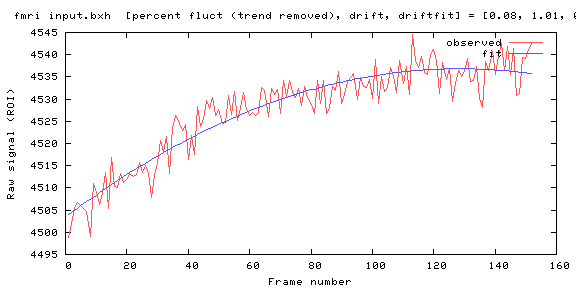 fmri input.bxh [percent fluct (trend removed), drift, driftfit] = [0.08, 1.01, 0
4545
4540
4535
4530
4525
4520
4515
4510
4505
4500
4495
Raw signal (ROI)
observed
fit
0 20 40 60 80 100 120 140 160
Frame number